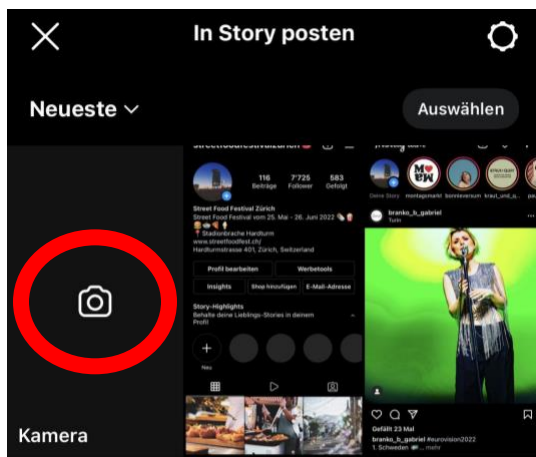 In Story posten
Neueste
Auswählen
Kamera
116 7'725 583
Beiträge Follower Gefolgt
Street Food Festival Zürich
Street Food Festival vom 25. Mai - 26. Juni 2022
Stadionbrache Hardturm
www.streetfoodfest.ch/
Hardturmstrasse 401, Zürich, Switzerland
Profil bearbeiten Werbetools
Insights Shop hinzufügen E-Mail-Adresse
Story-Highlights
Behalte deine Lieblings-Stories in deinem
Profil
Neu
Deine Story montagsmarkt bonnieversum kraut_und_q...
branko_b_gabriel
Turin
Gefällt 23 Mal
branko_b_gabriel #eurovision2022
1. Schweden ... mehr